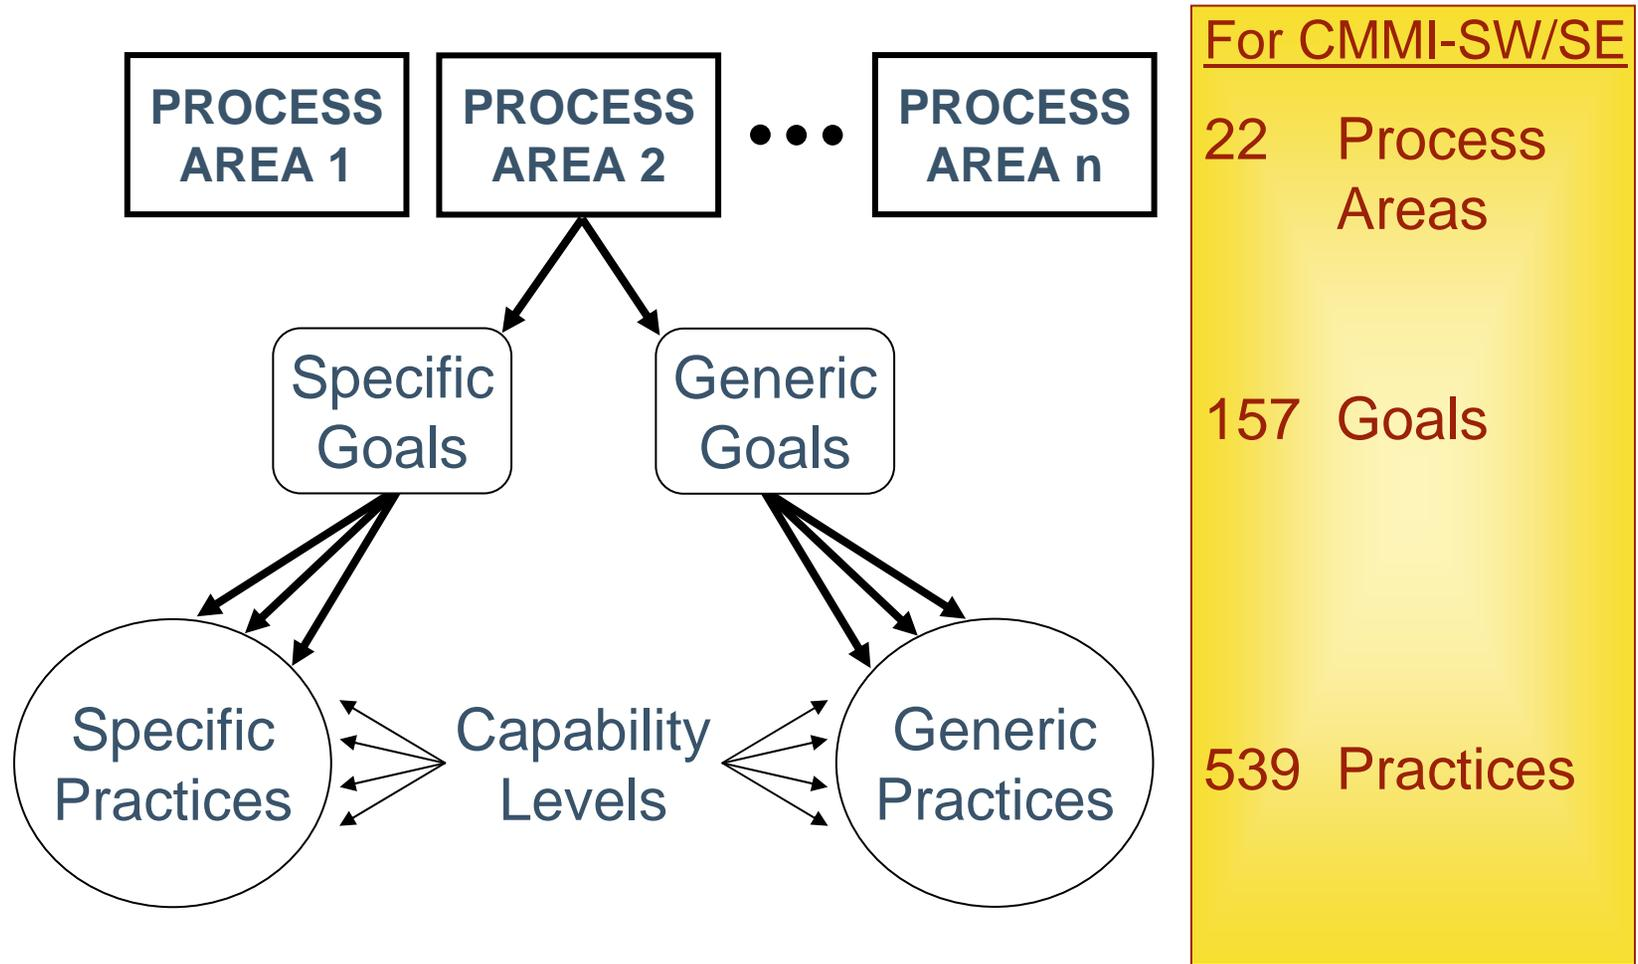 PROCESS
AREA 1
PROCESS
AREA 2
•••
PROCESS
AREA n
Specific
Goals
Generic
Goals
Specific
Practices
Capability
Levels
Generic
Practices
For CMMI-SW/SE
22 Process
Areas
157 Goals
539 Practices